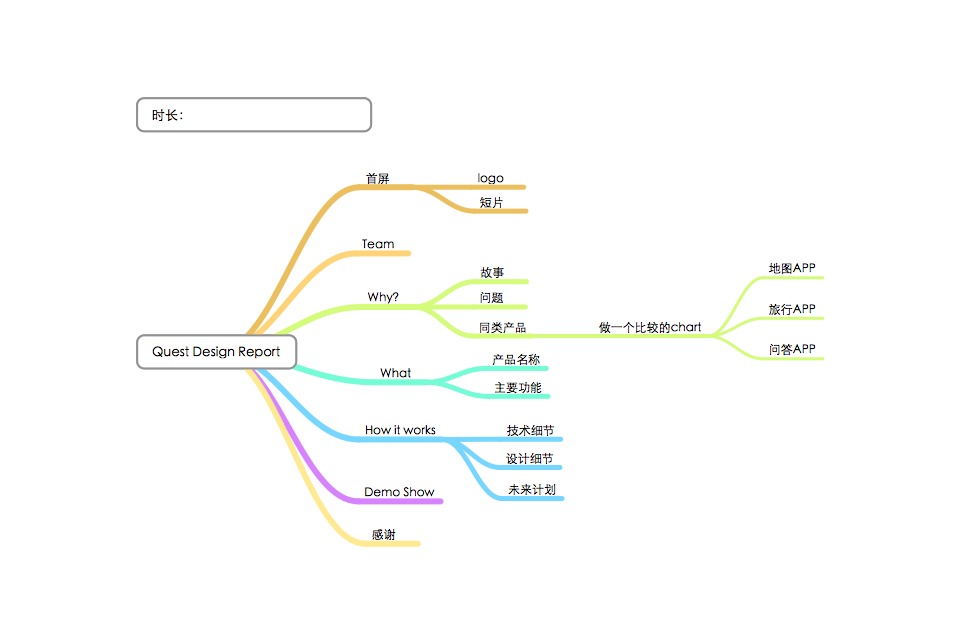 时长：
首屏
logo
短片
Team
Why?
故事
问题
同类产品
做一个比较的chart
地图APP
旅行APP
问答APP
Quest Design Report
What
产品名称
主要功能
How it works
技术细节
设计细节
未来计划
Demo Show
感谢